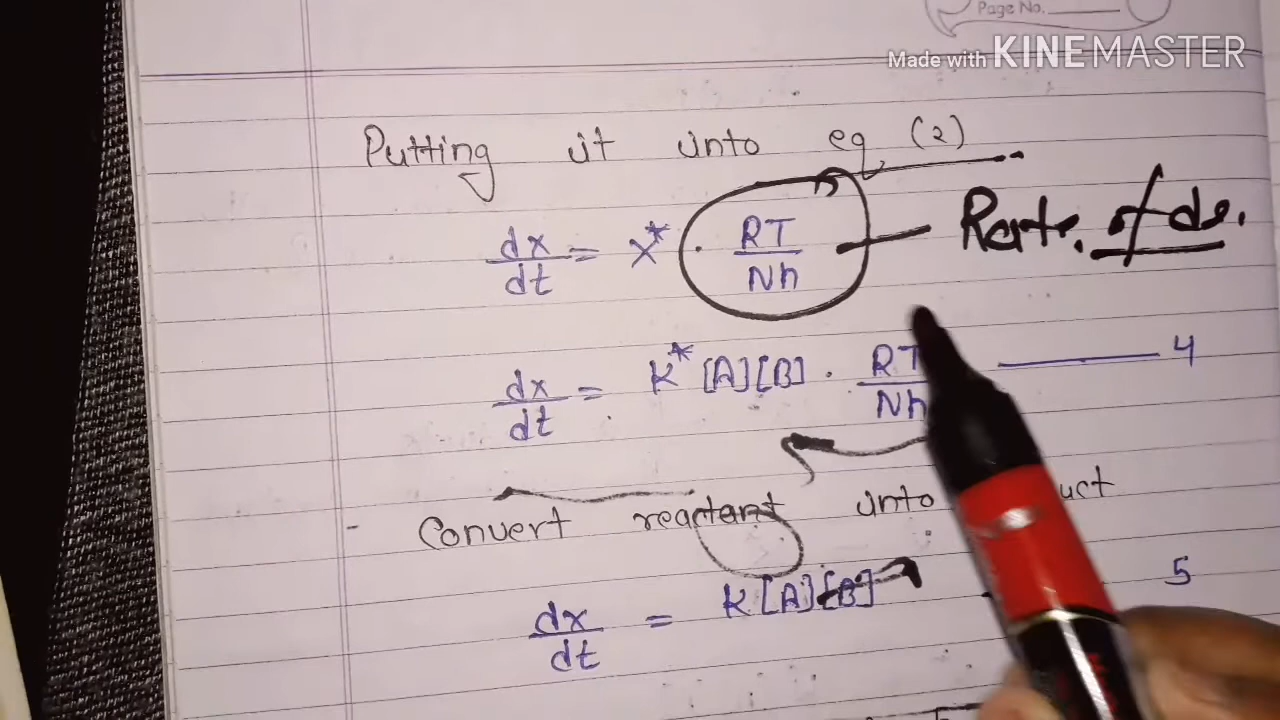 Page No.
Made with KINEMASTER
Putting it into eq (2)
dx/dt = X* · RT/Nh — Rate. of de.
dx/dt = K* [A][B] · RT/Nh — 4
- Convert reactant into uct
dx/dt = K[A][B] 5